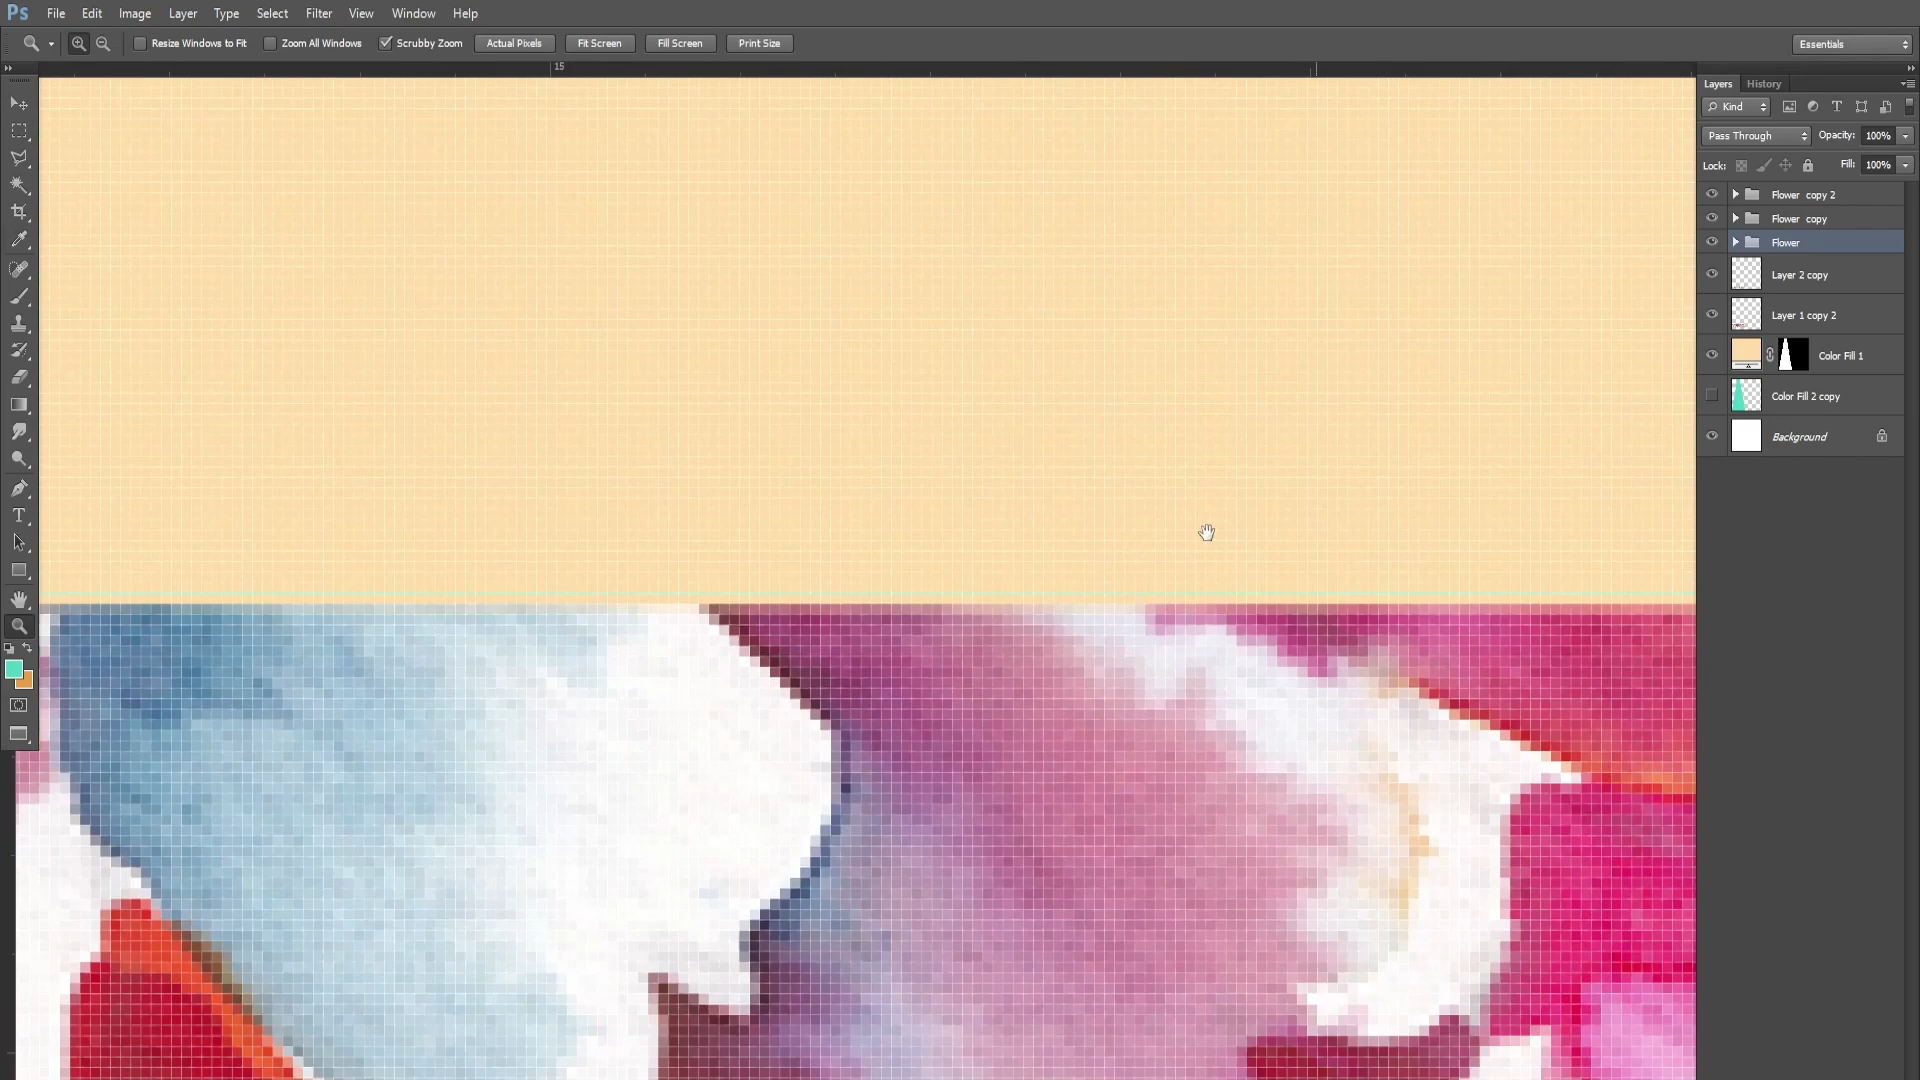 Ps File Edit Image Layer Type Select Filter View Window Help
Resize Windows to Fit Zoom All Windows Scrubby Zoom Actual Pixels Fit Screen Fill Screen Print Size Essentials
15
Layers History
Kind
Pass Through Opacity: 100%
Lock: Fill: 100%
Flower copy 2
Flower copy
Flower
Layer 2 copy
Layer 1 copy 2
Color Fill 1
Color Fill 2 copy
Background